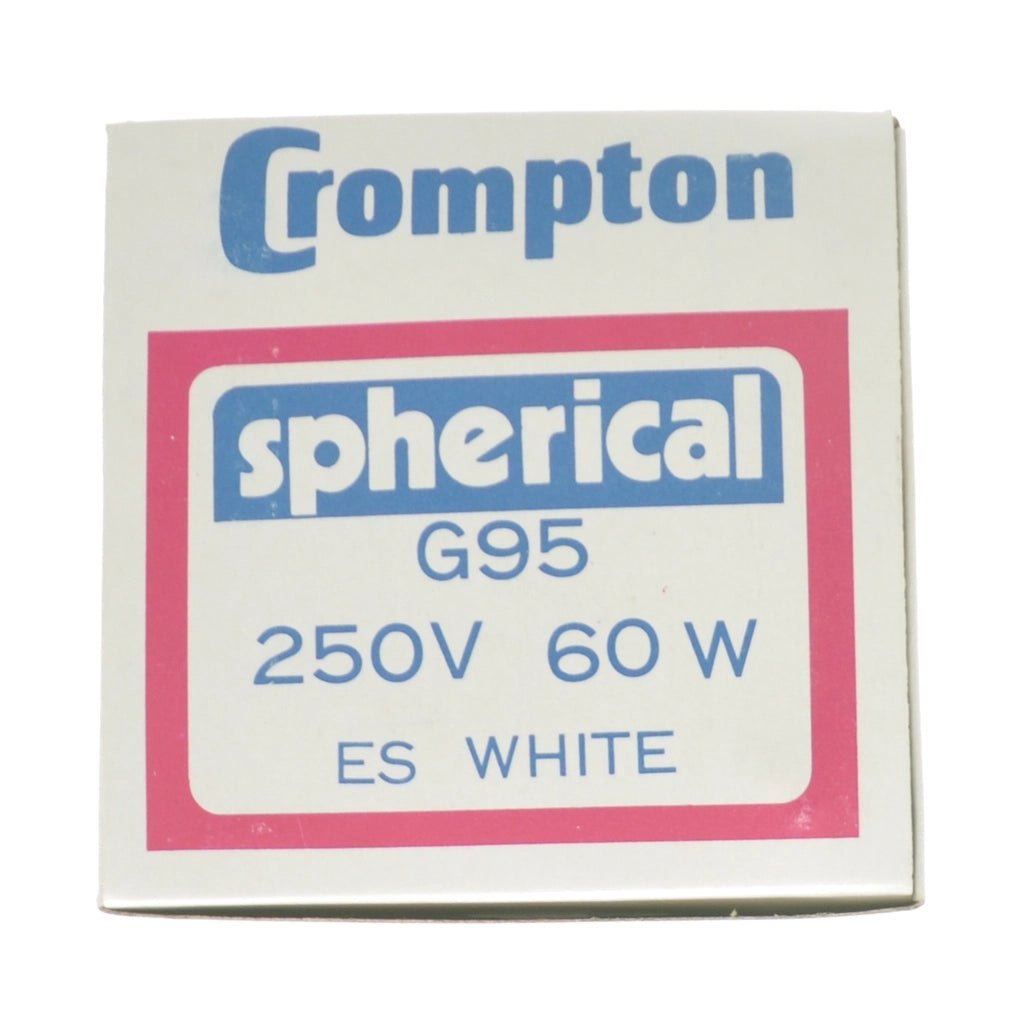 Crompton
spherical
G95
250V 60W
ES WHITE